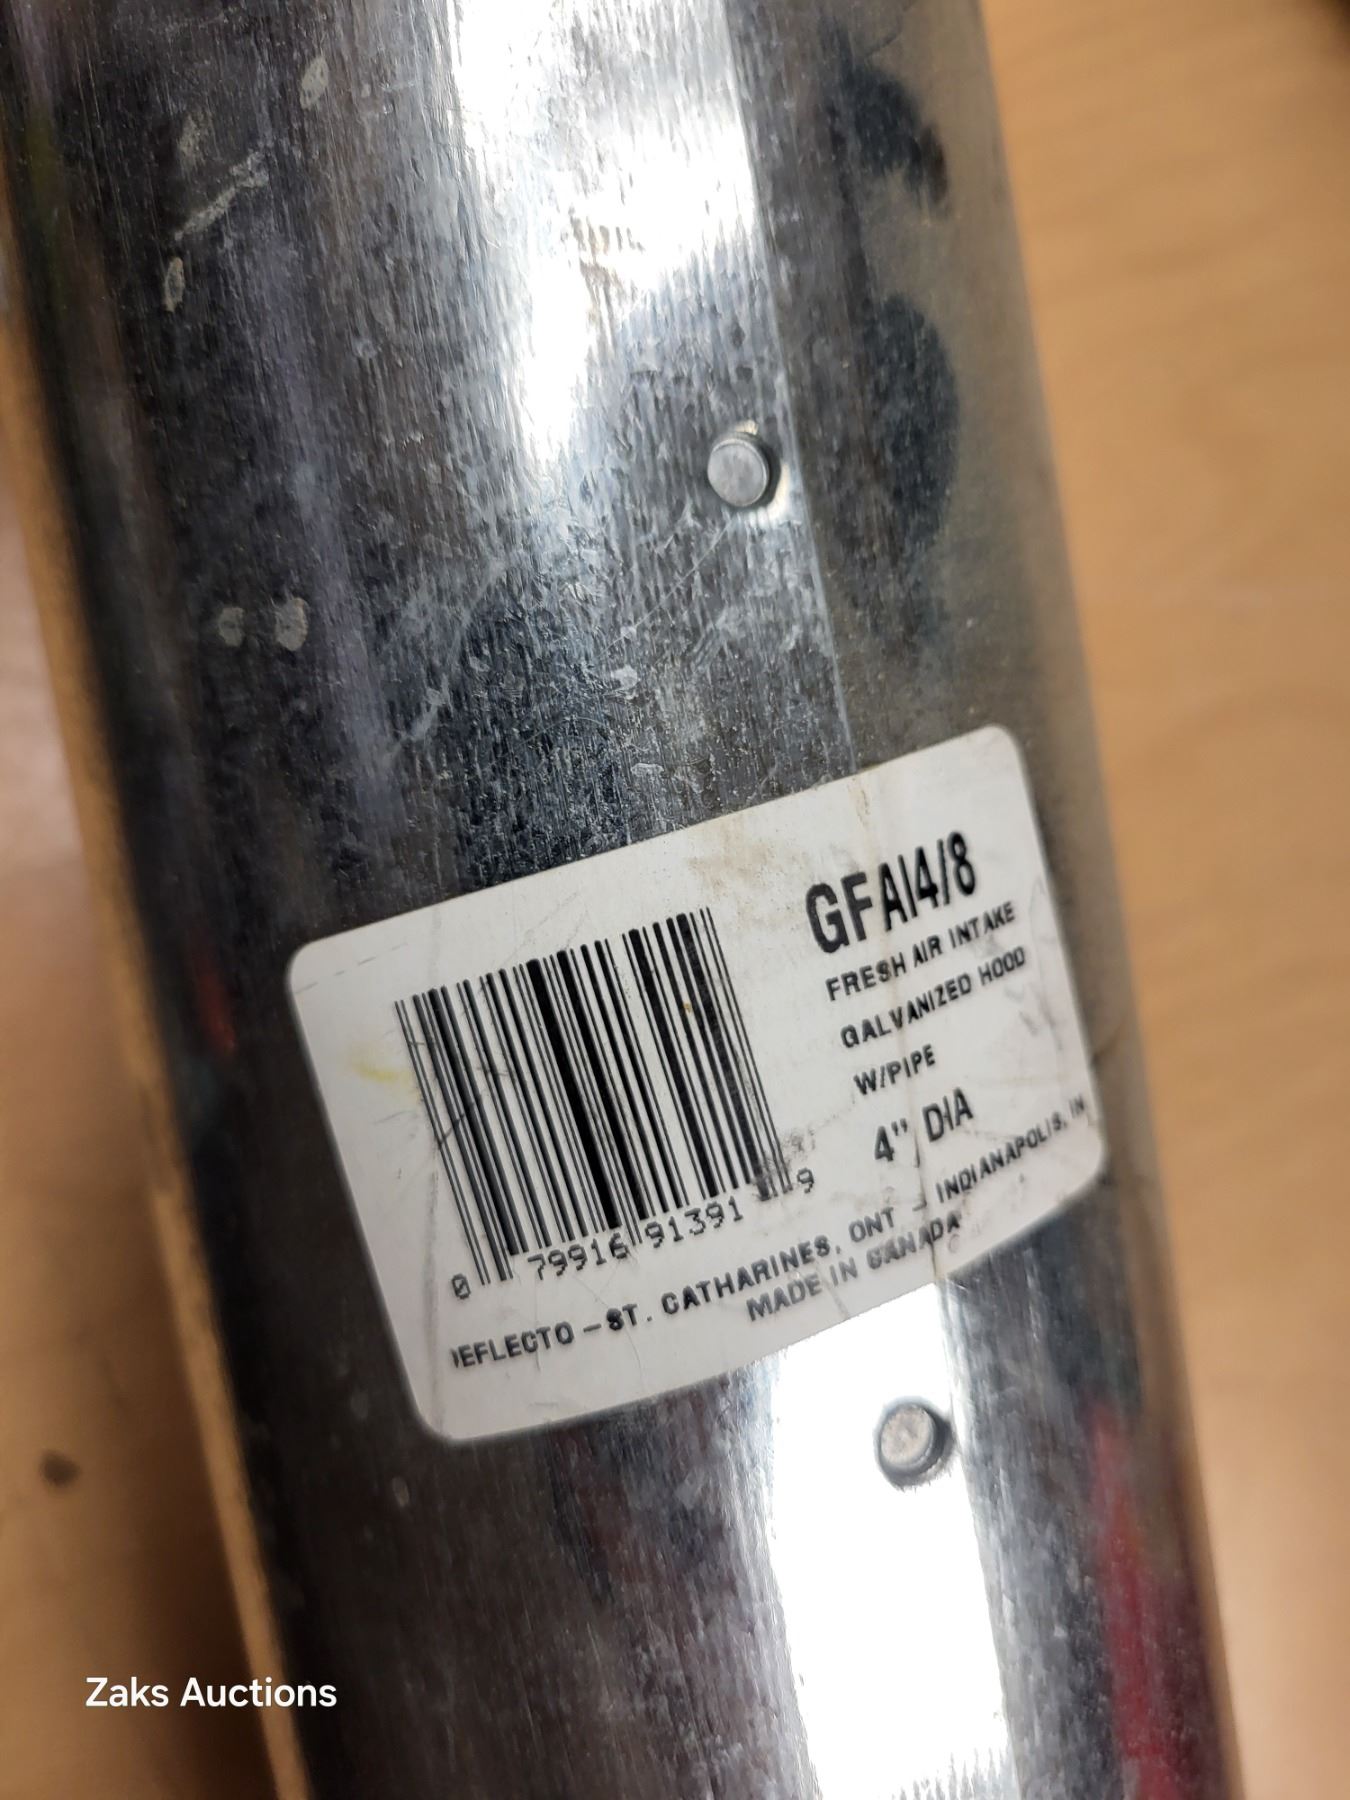 GFAI4/8
FRESH AIR INTAKE
GALVANIZED HOOD
W/PIPE
4" DIA
0 79916 91391 9
DEFLECTO - ST. CATHARINES, ONT - INDIANAPOLIS, IN
MADE IN CANADA
Zaks Auctions